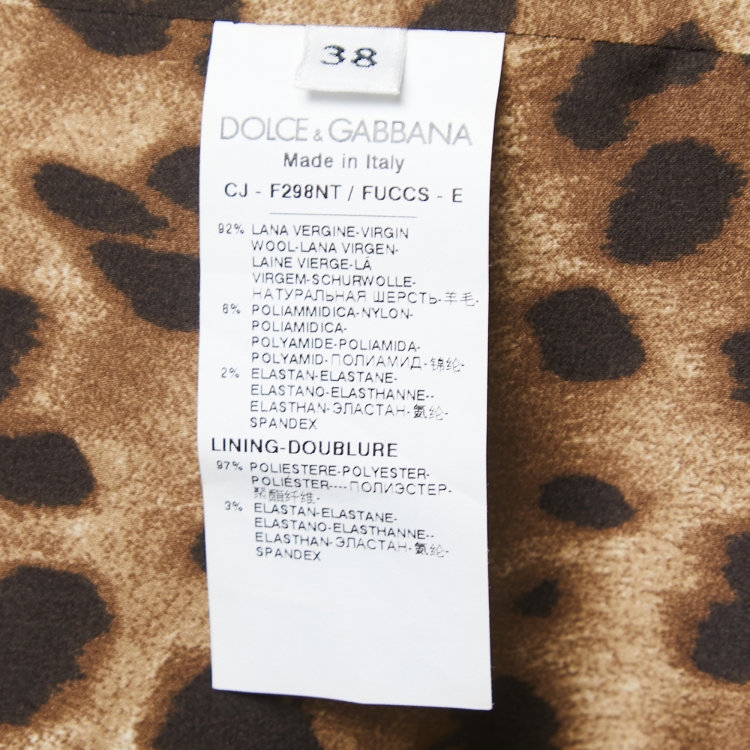 38
DOLCE & GABBANA
Made in Italy
CJ - F298NT / FUCCS - E
92% LANA VERGINE-VIRGIN
WOOL-LANA VIRGEN-
LAINE VIERGE-LÃ
VIRGEM-SCHURWOLLE-
НАТУРАЛЬНАЯ ШЕРСТЬ-羊毛-
6% POLIAMMIDICA-NYLON-
POLIAMIDICA-
POLYAMIDE-POLIAMIDA-
POLYAMID-ПОЛИАМИД-锦纶-
2% ELASTAN-ELASTANE-
ELASTANO-ELASTHANNE--
ELASTHAN-ЭЛАСТАН-氨纶-
SPANDEX
LINING-DOUBLURE
97% POLIESTERE-POLYESTER-
POLIÉSTER----ПОЛИЭСТЕР-
聚酯纤维-
3% ELASTAN-ELASTANE-
ELASTANO-ELASTHANNE--
ELASTHAN-ЭЛАСТАН-氨纶-
SPANDEX